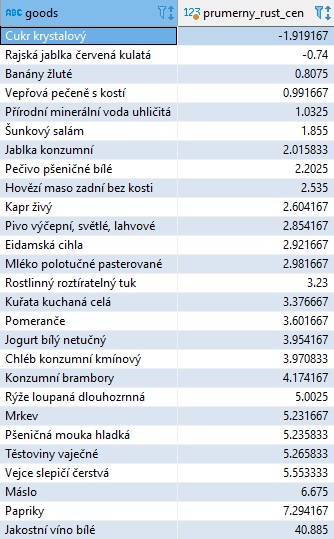 ABC goods 123 prumerny_rust_cen
Cukr krystalový -1.919167
Rajská jablka červená kulatá -0.74
Banány žluté 0.8075
Vepřová pečeně s kostí 0.991667
Přírodní minerální voda uhličitá 1.0325
Šunkový salám 1.855
Jablka konzumní 2.015833
Pečivo pšeničné bílé 2.2025
Hovězí maso zadní bez kosti 2.535
Kapr živý 2.604167
Pivo výčepní, světlé, lahvové 2.854167
Eidamská cihla 2.921667
Mléko polotučné pasterované 2.981667
Rostlinný roztíratelný tuk 3.23
Kuřata kuchaná celá 3.376667
Pomeranče 3.601667
Jogurt bílý netučný 3.954167
Chléb konzumní kmínový 3.970833
Konzumní brambory 4.174167
Rýže loupaná dlouhozrnná 5.0025
Mrkev 5.231667
Pšeničná mouka hladká 5.235833
Těstoviny vaječné 5.265833
Vejce slepičí čerstvá 5.553333
Máslo 6.675
Papriky 7.294167
Jakostní víno bílé 40.885